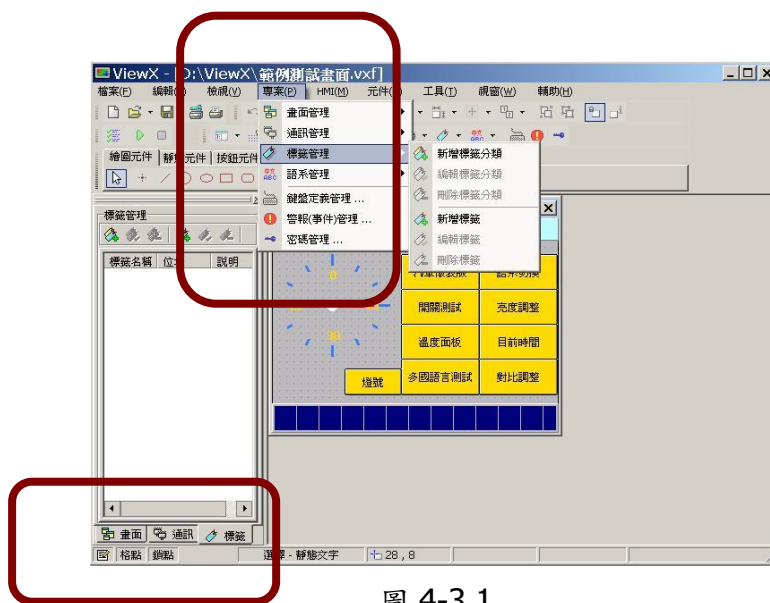 ViewX - [D:\ViewX\範例測試畫面.vxf]
檔案(F) 編輯 檢視(V) 專案(P) HMI(M) 元件 工具(T) 視窗(W) 輔助(H)
畫面管理
通訊管理
標籤管理
語系管理
鍵盤定義管理 ...
警報(事件)管理 ...
密碼管理 ...
新增標籤分類
編輯標籤分類
刪除標籤分類
新增標籤
編輯標籤
刪除標籤
繪圖元件 靜態元件 按鈕元件
標籤管理
標籤名稱 位址 說明
開關測試 亮度調整
溫度面板 目前時間
燈號 多國語言測試 對比調整
畫面 通訊 標籤
格點 鎖點 選擇 - 靜態文字 28 , 8
圖 4-3.1